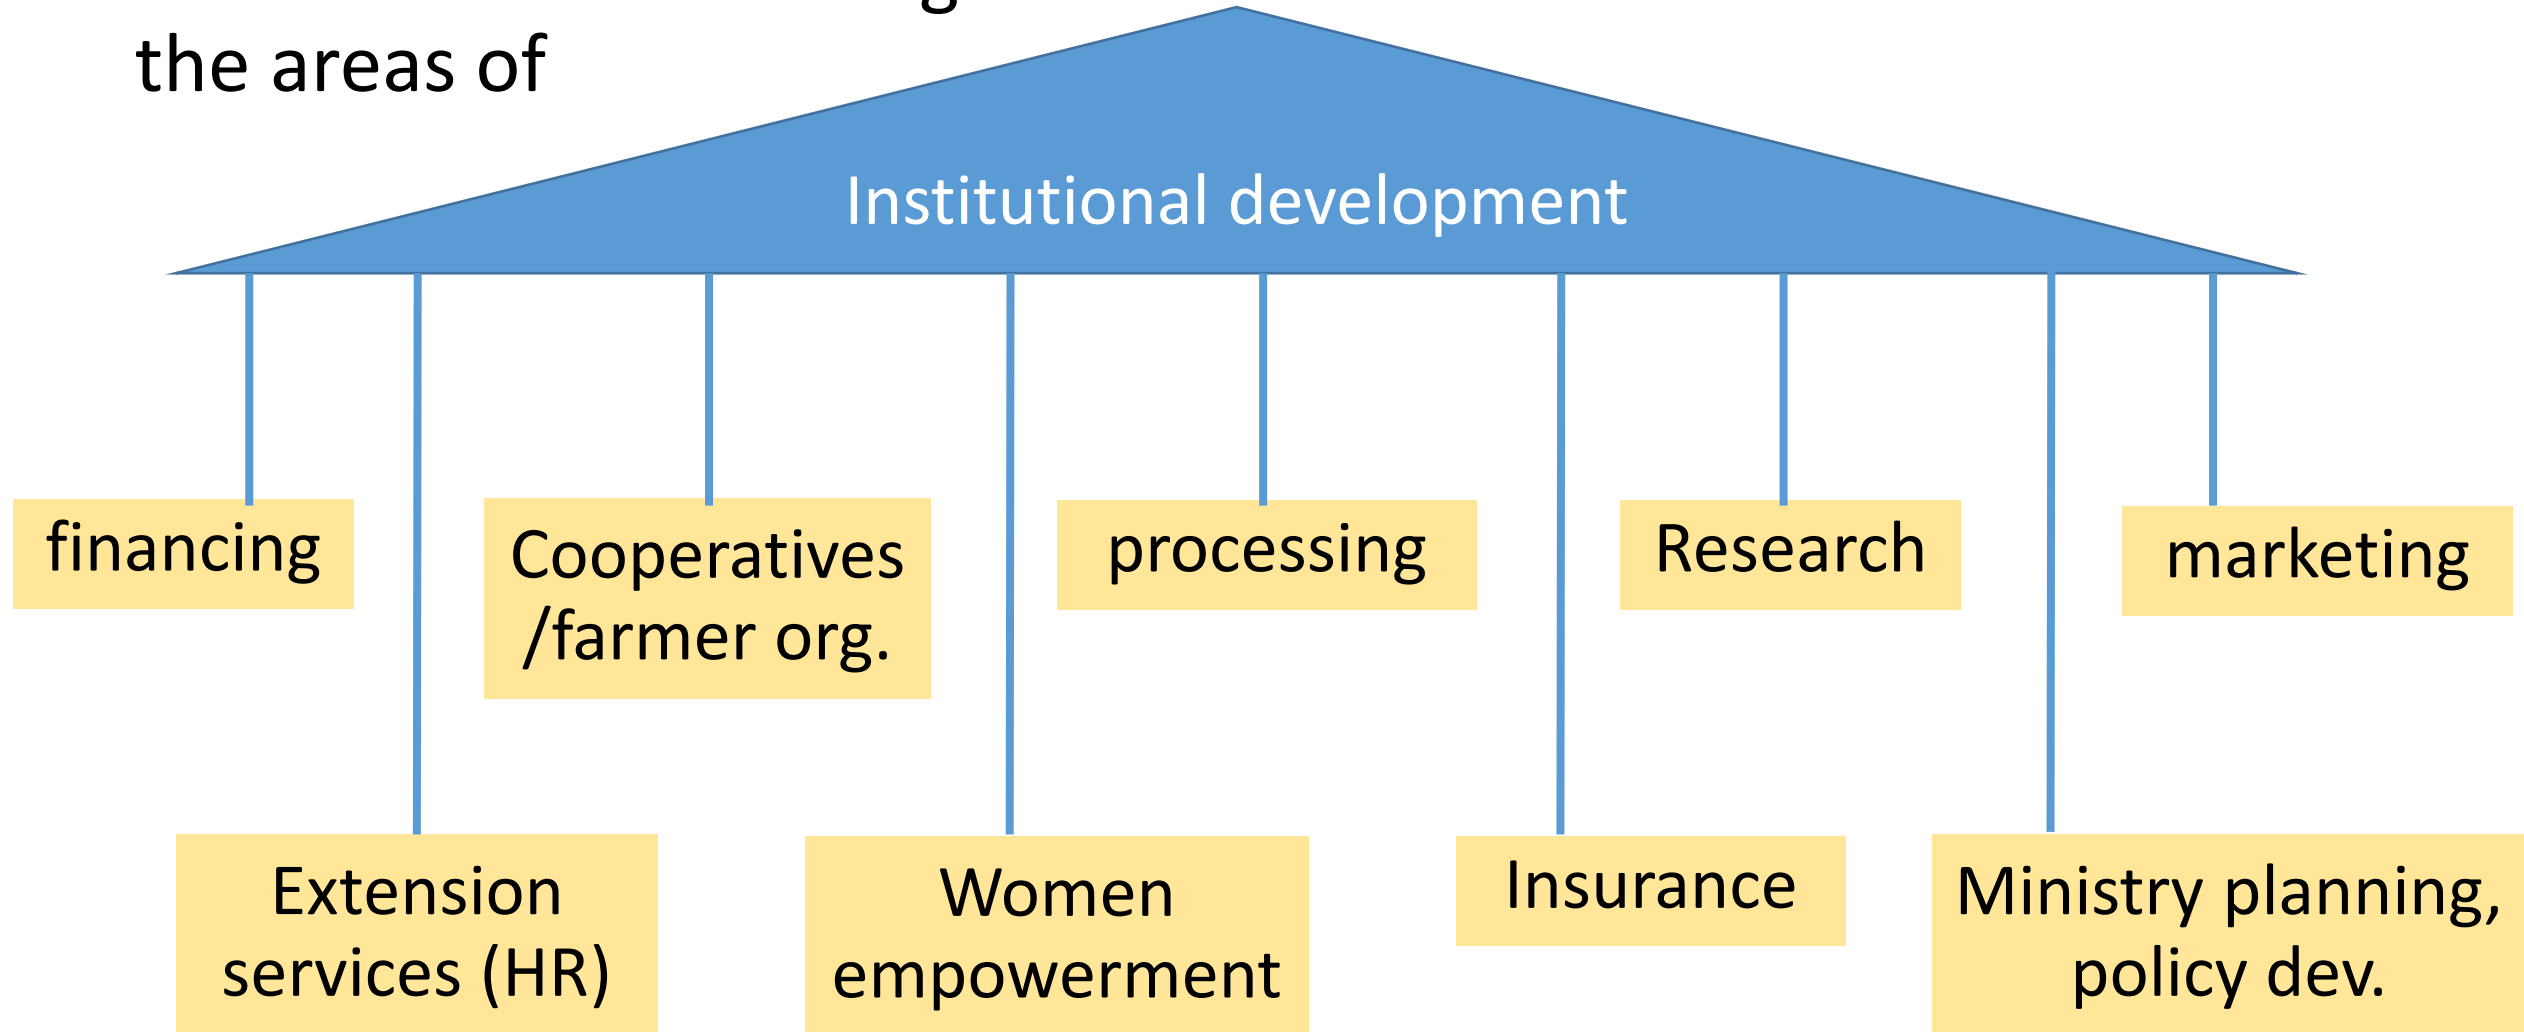 the areas of
Institutional development
financing
Cooperatives
/farmer org.
processing
Research
marketing
Extension
services (HR)
Women
empowerment
Insurance
Ministry planning,
policy dev.